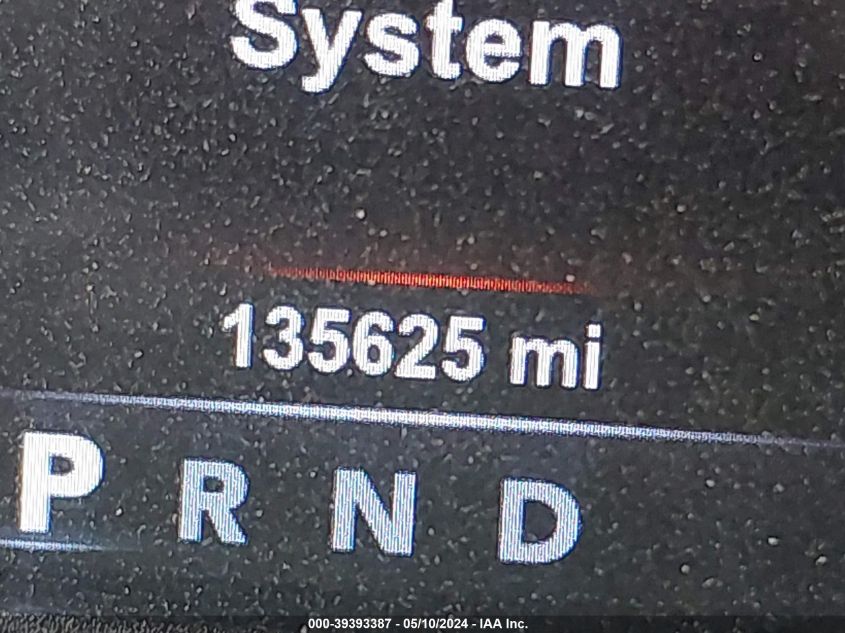 System
135625 mi
P R N D
000-39393387 - 05/10/2024 - IAA Inc.